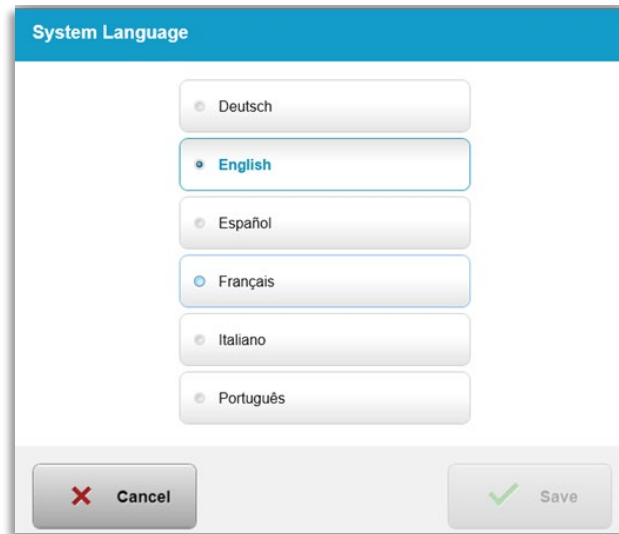 System Language
Deutsch
English
Español
Français
Italiano
Português
Cancel
Save